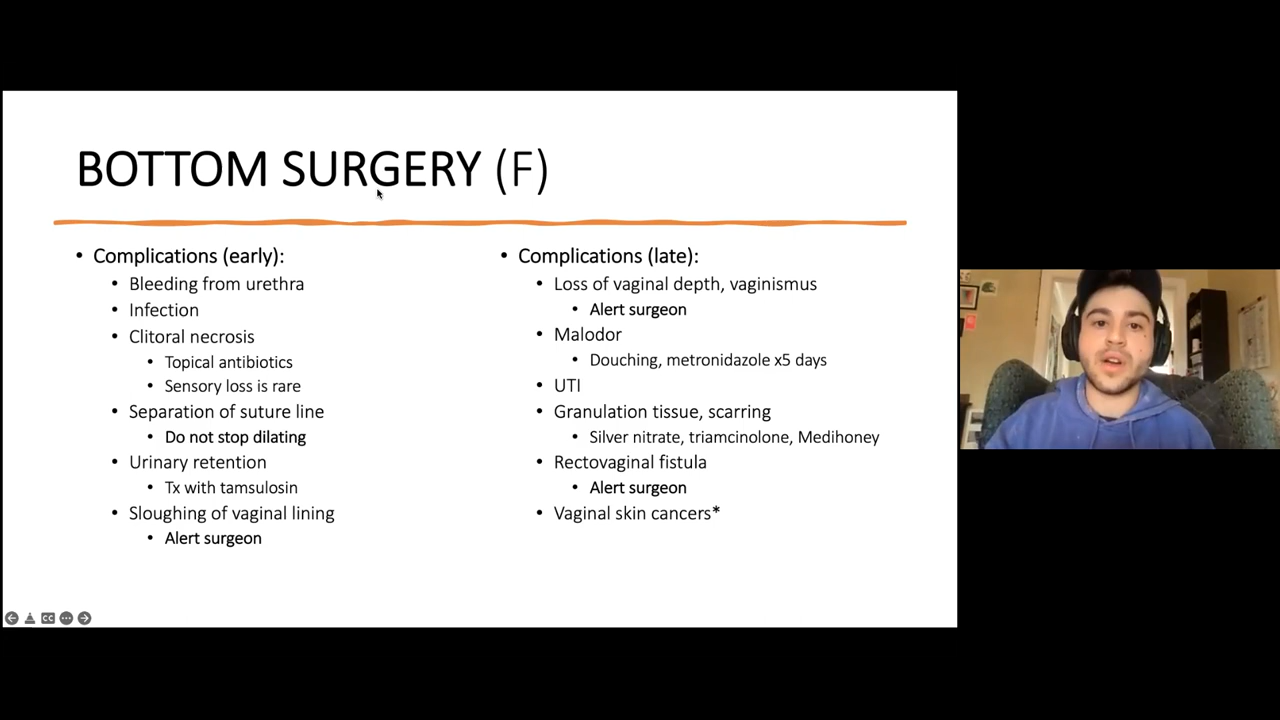 BOTTOM SURGERY (F)
• Complications (early):
• Bleeding from urethra
• Infection
• Clitoral necrosis
• Topical antibiotics
• Sensory loss is rare
• Separation of suture line
• Do not stop dilating
• Urinary retention
• Tx with tamsulosin
• Sloughing of vaginal lining
• Alert surgeon
• Complications (late):
• Loss of vaginal depth, vaginismus
• Alert surgeon
• Malodor
• Douching, metronidazole x5 days
• UTI
• Granulation tissue, scarring
• Silver nitrate, triamcinolone, Medihoney
• Rectovaginal fistula
• Alert surgeon
• Vaginal skin cancers*
CC